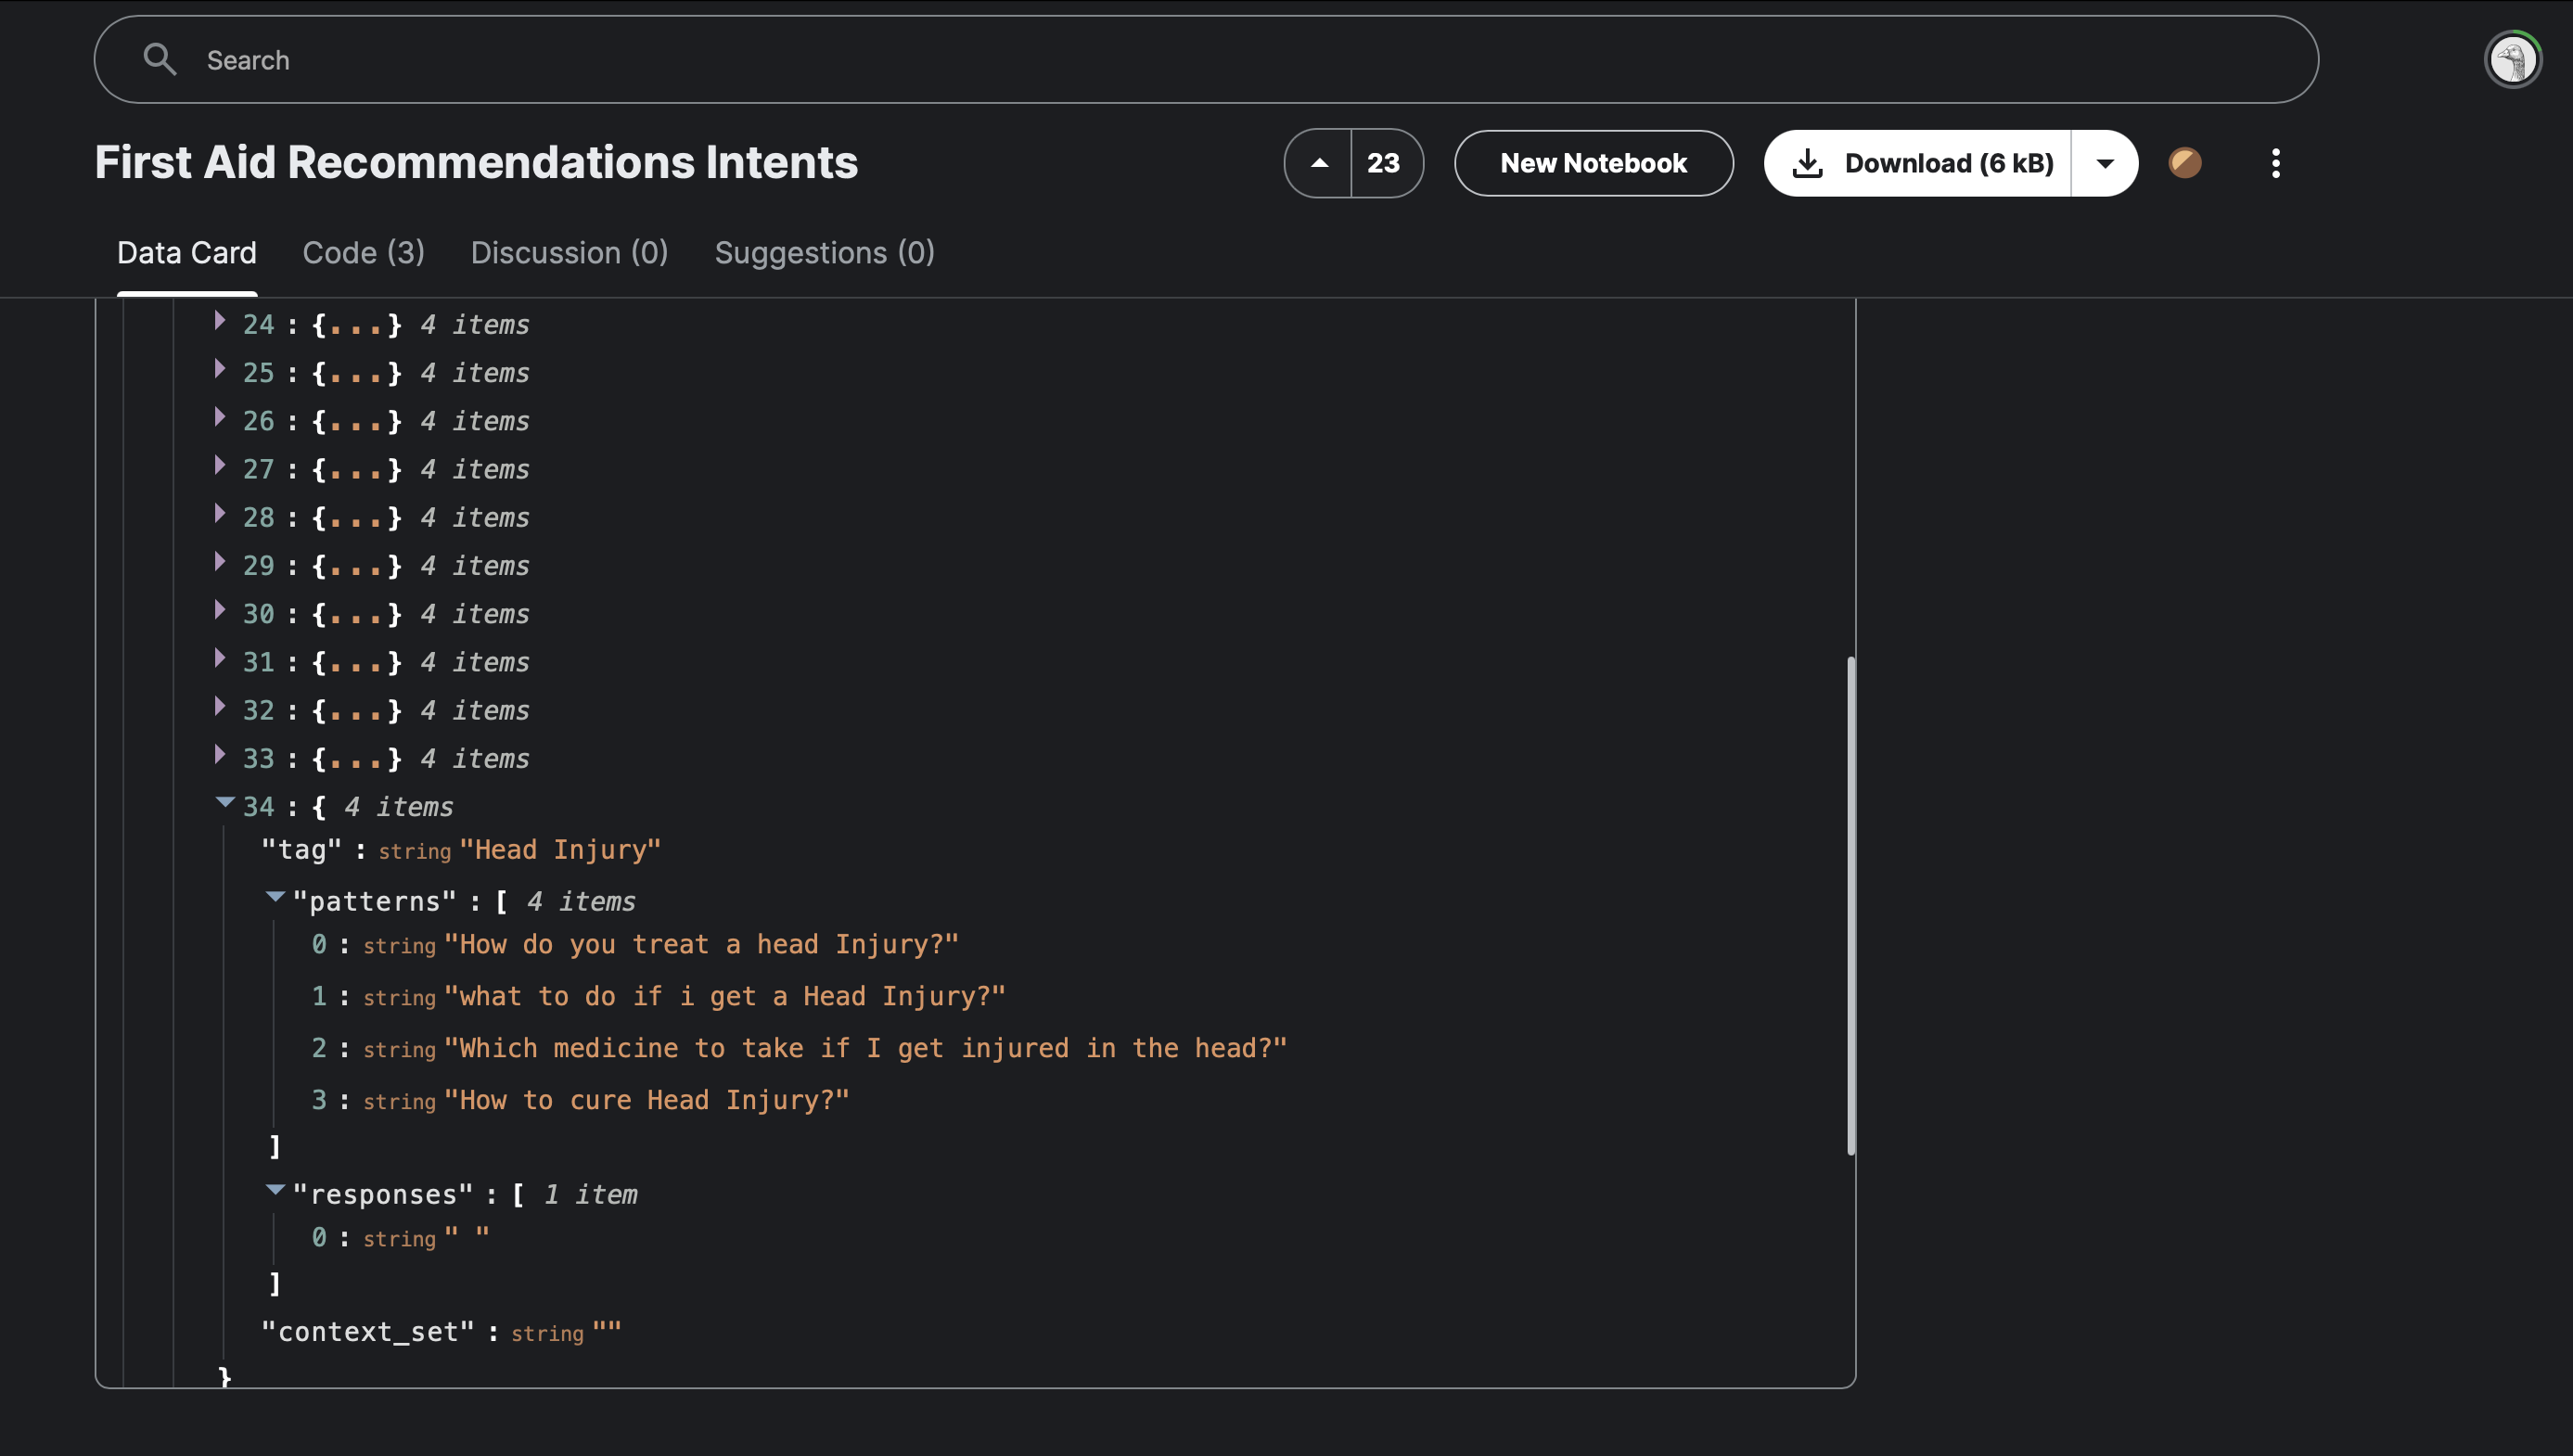 Search
First Aid Recommendations Intents
23
New Notebook
Download (6 kB)
Data Card
Code (3)
Discussion (0)
Suggestions (0)
24 : {...} 4 items
25 : {...} 4 items
26 : {...} 4 items
27 : {...} 4 items
28 : {...} 4 items
29 : {...} 4 items
30 : {...} 4 items
31 : {...} 4 items
32 : {...} 4 items
33 : {...} 4 items
34 : { 4 items
"tag" : string "Head Injury"
"patterns" : [ 4 items
0 : string "How do you treat a head Injury?"
1 : string "what to do if i get a Head Injury?"
2 : string "Which medicine to take if I get injured in the head?"
3 : string "How to cure Head Injury?"
]
"responses" : [ 1 item
0 : string " "
]
"context_set" : string ""
}